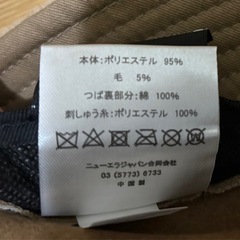 本体：ポリエステル 95%
毛 5%
つば裏部分：綿 100%
刺しゅう糸：ポリエステル 100%
ニューエラジャパン合同会社
03 (5773) 6733
中国製